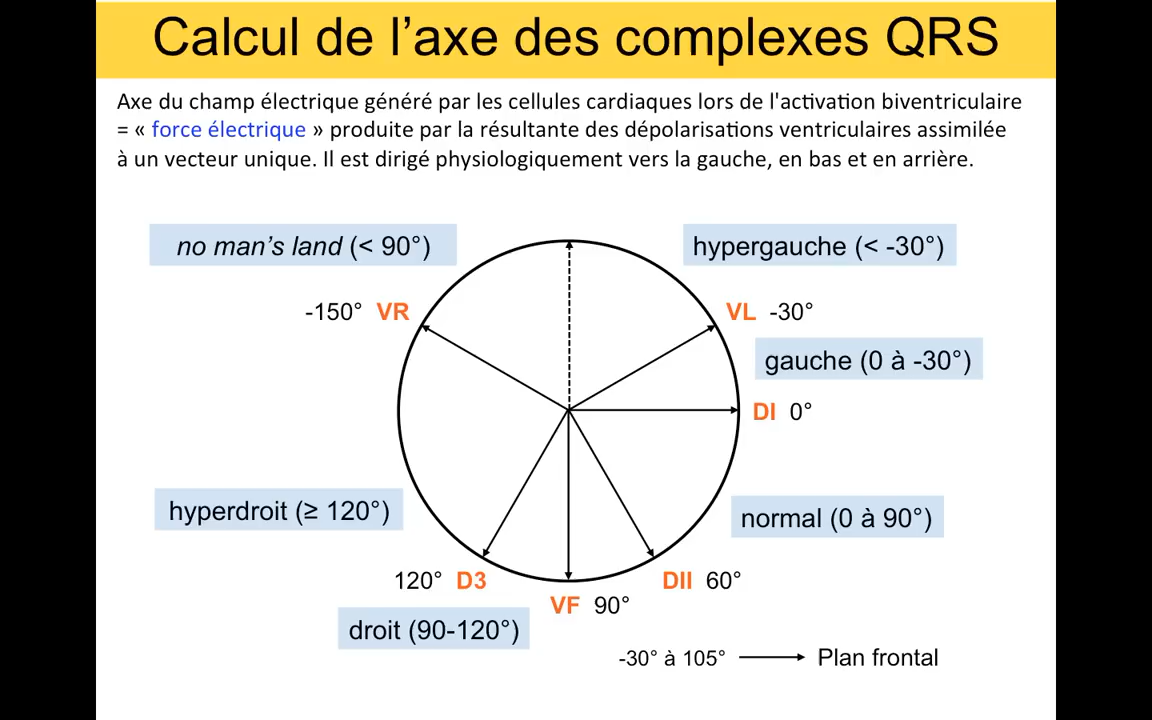 Calcul de l’axe des complexes QRS
Axe du champ électrique généré par les cellules cardiaques lors de l'activation biventriculaire
= « force électrique » produite par la résultante des dépolarisations ventriculaires assimilée
à un vecteur unique. Il est dirigé physiologiquement vers la gauche, en bas et en arrière.
no man’s land (< 90°)
hypergauche (< -30°)
-150° VR
VL -30°
gauche (0 à -30°)
DI 0°
hyperdroit (≥ 120°)
normal (0 à 90°)
120° D3
DII 60°
VF 90°
droit (90-120°)
-30° à 105°
Plan frontal